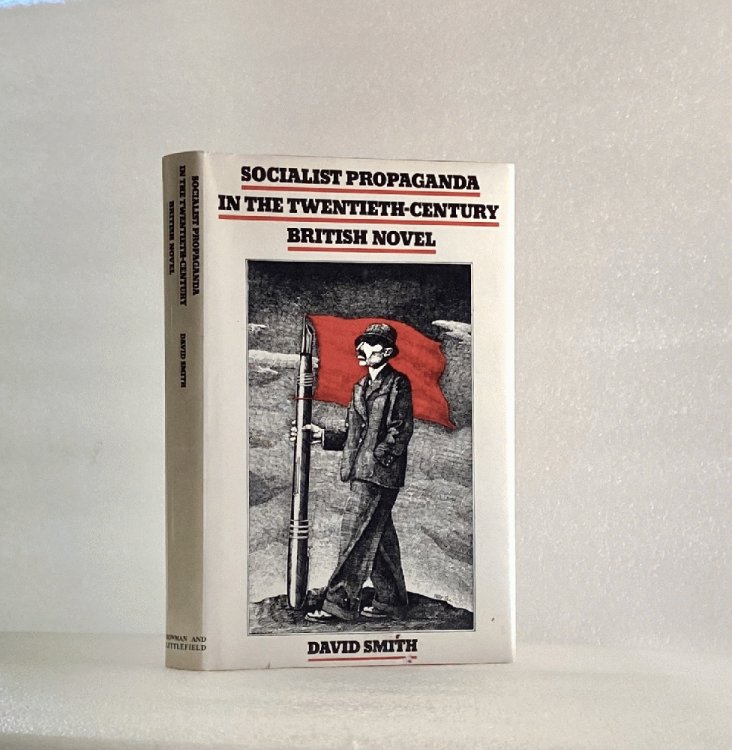 SOCIALIST PROPAGANDA
IN THE TWENTIETH-CENTURY
BRITISH NOVEL
DAVID SMITH
SOCIALIST PROPAGANDA
IN THE TWENTIETH-CENTURY
BRITISH NOVEL
DAVID SMITH
ROWMAN AND
LITTLEFIELD